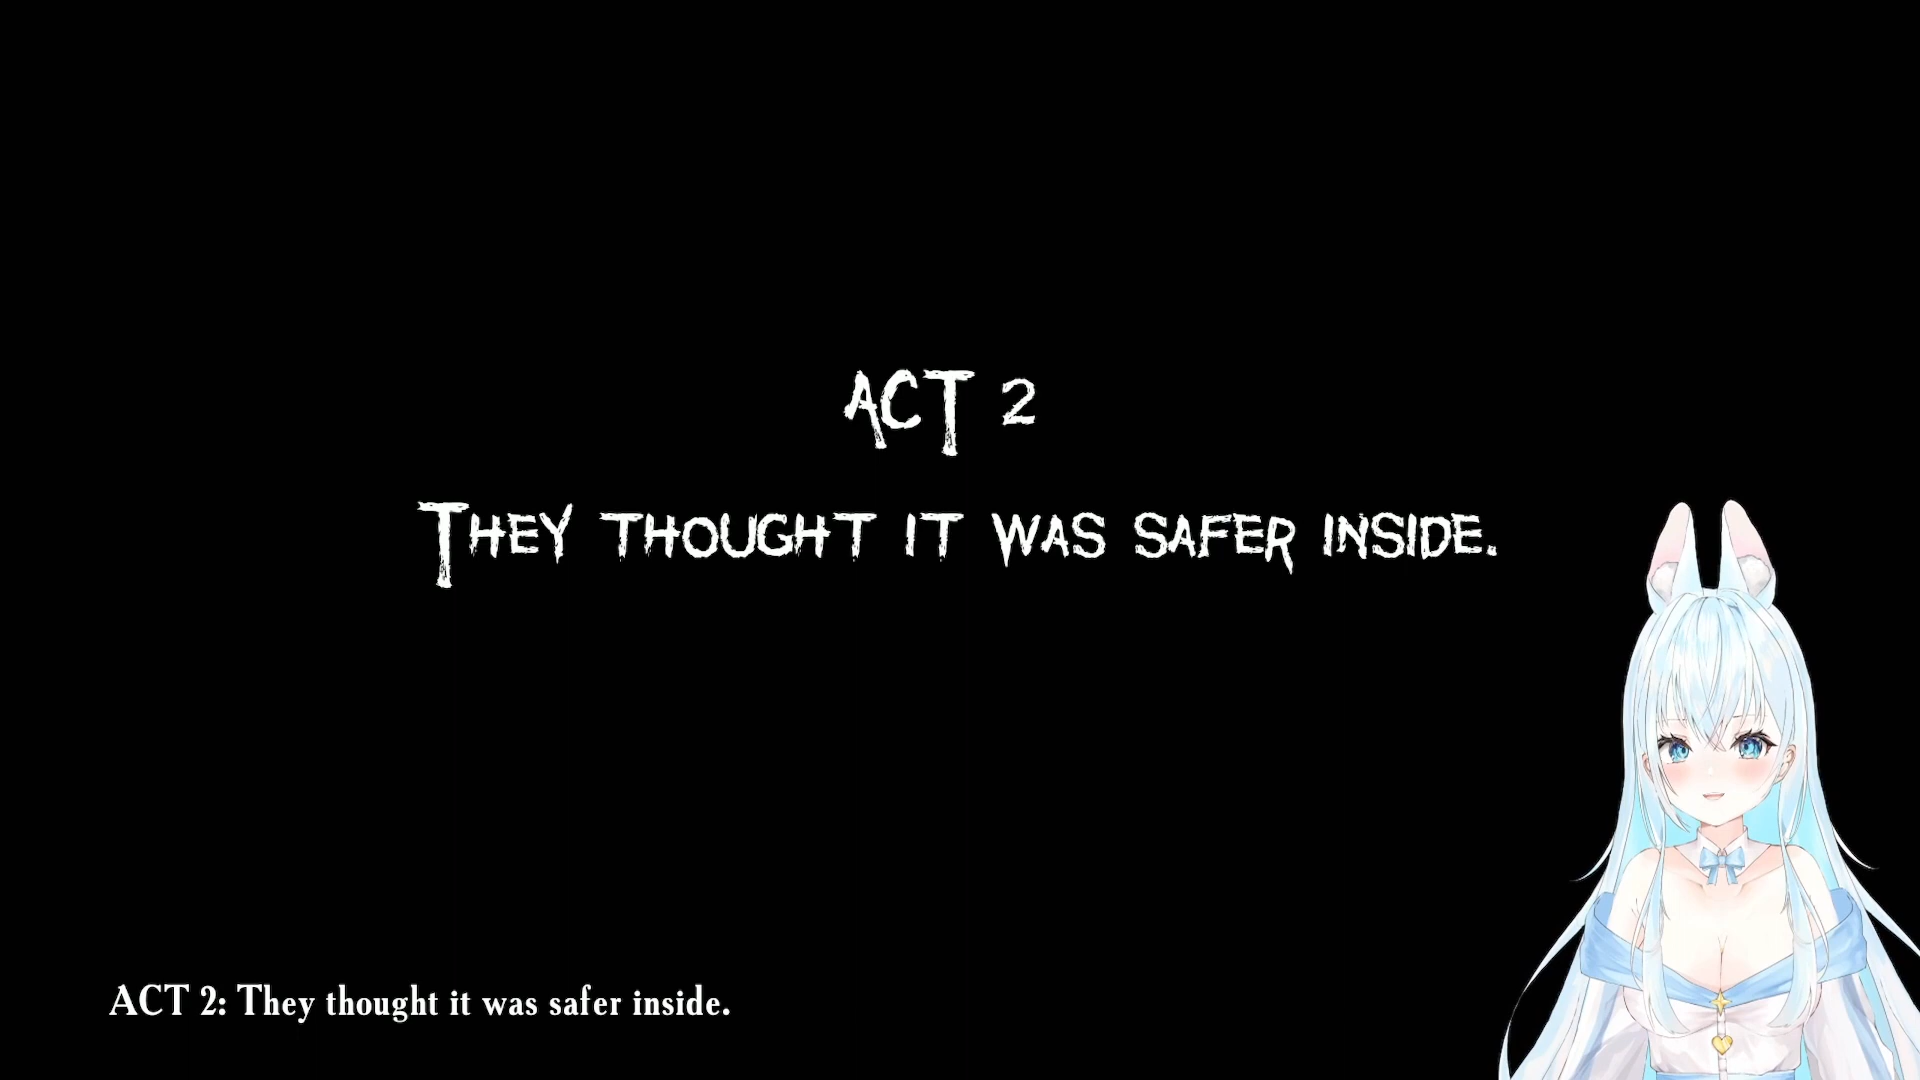 ACT 2
THEY THOUGHT IT WAS SAFER INSIDE.
ACT 2: They thought it was safer inside.